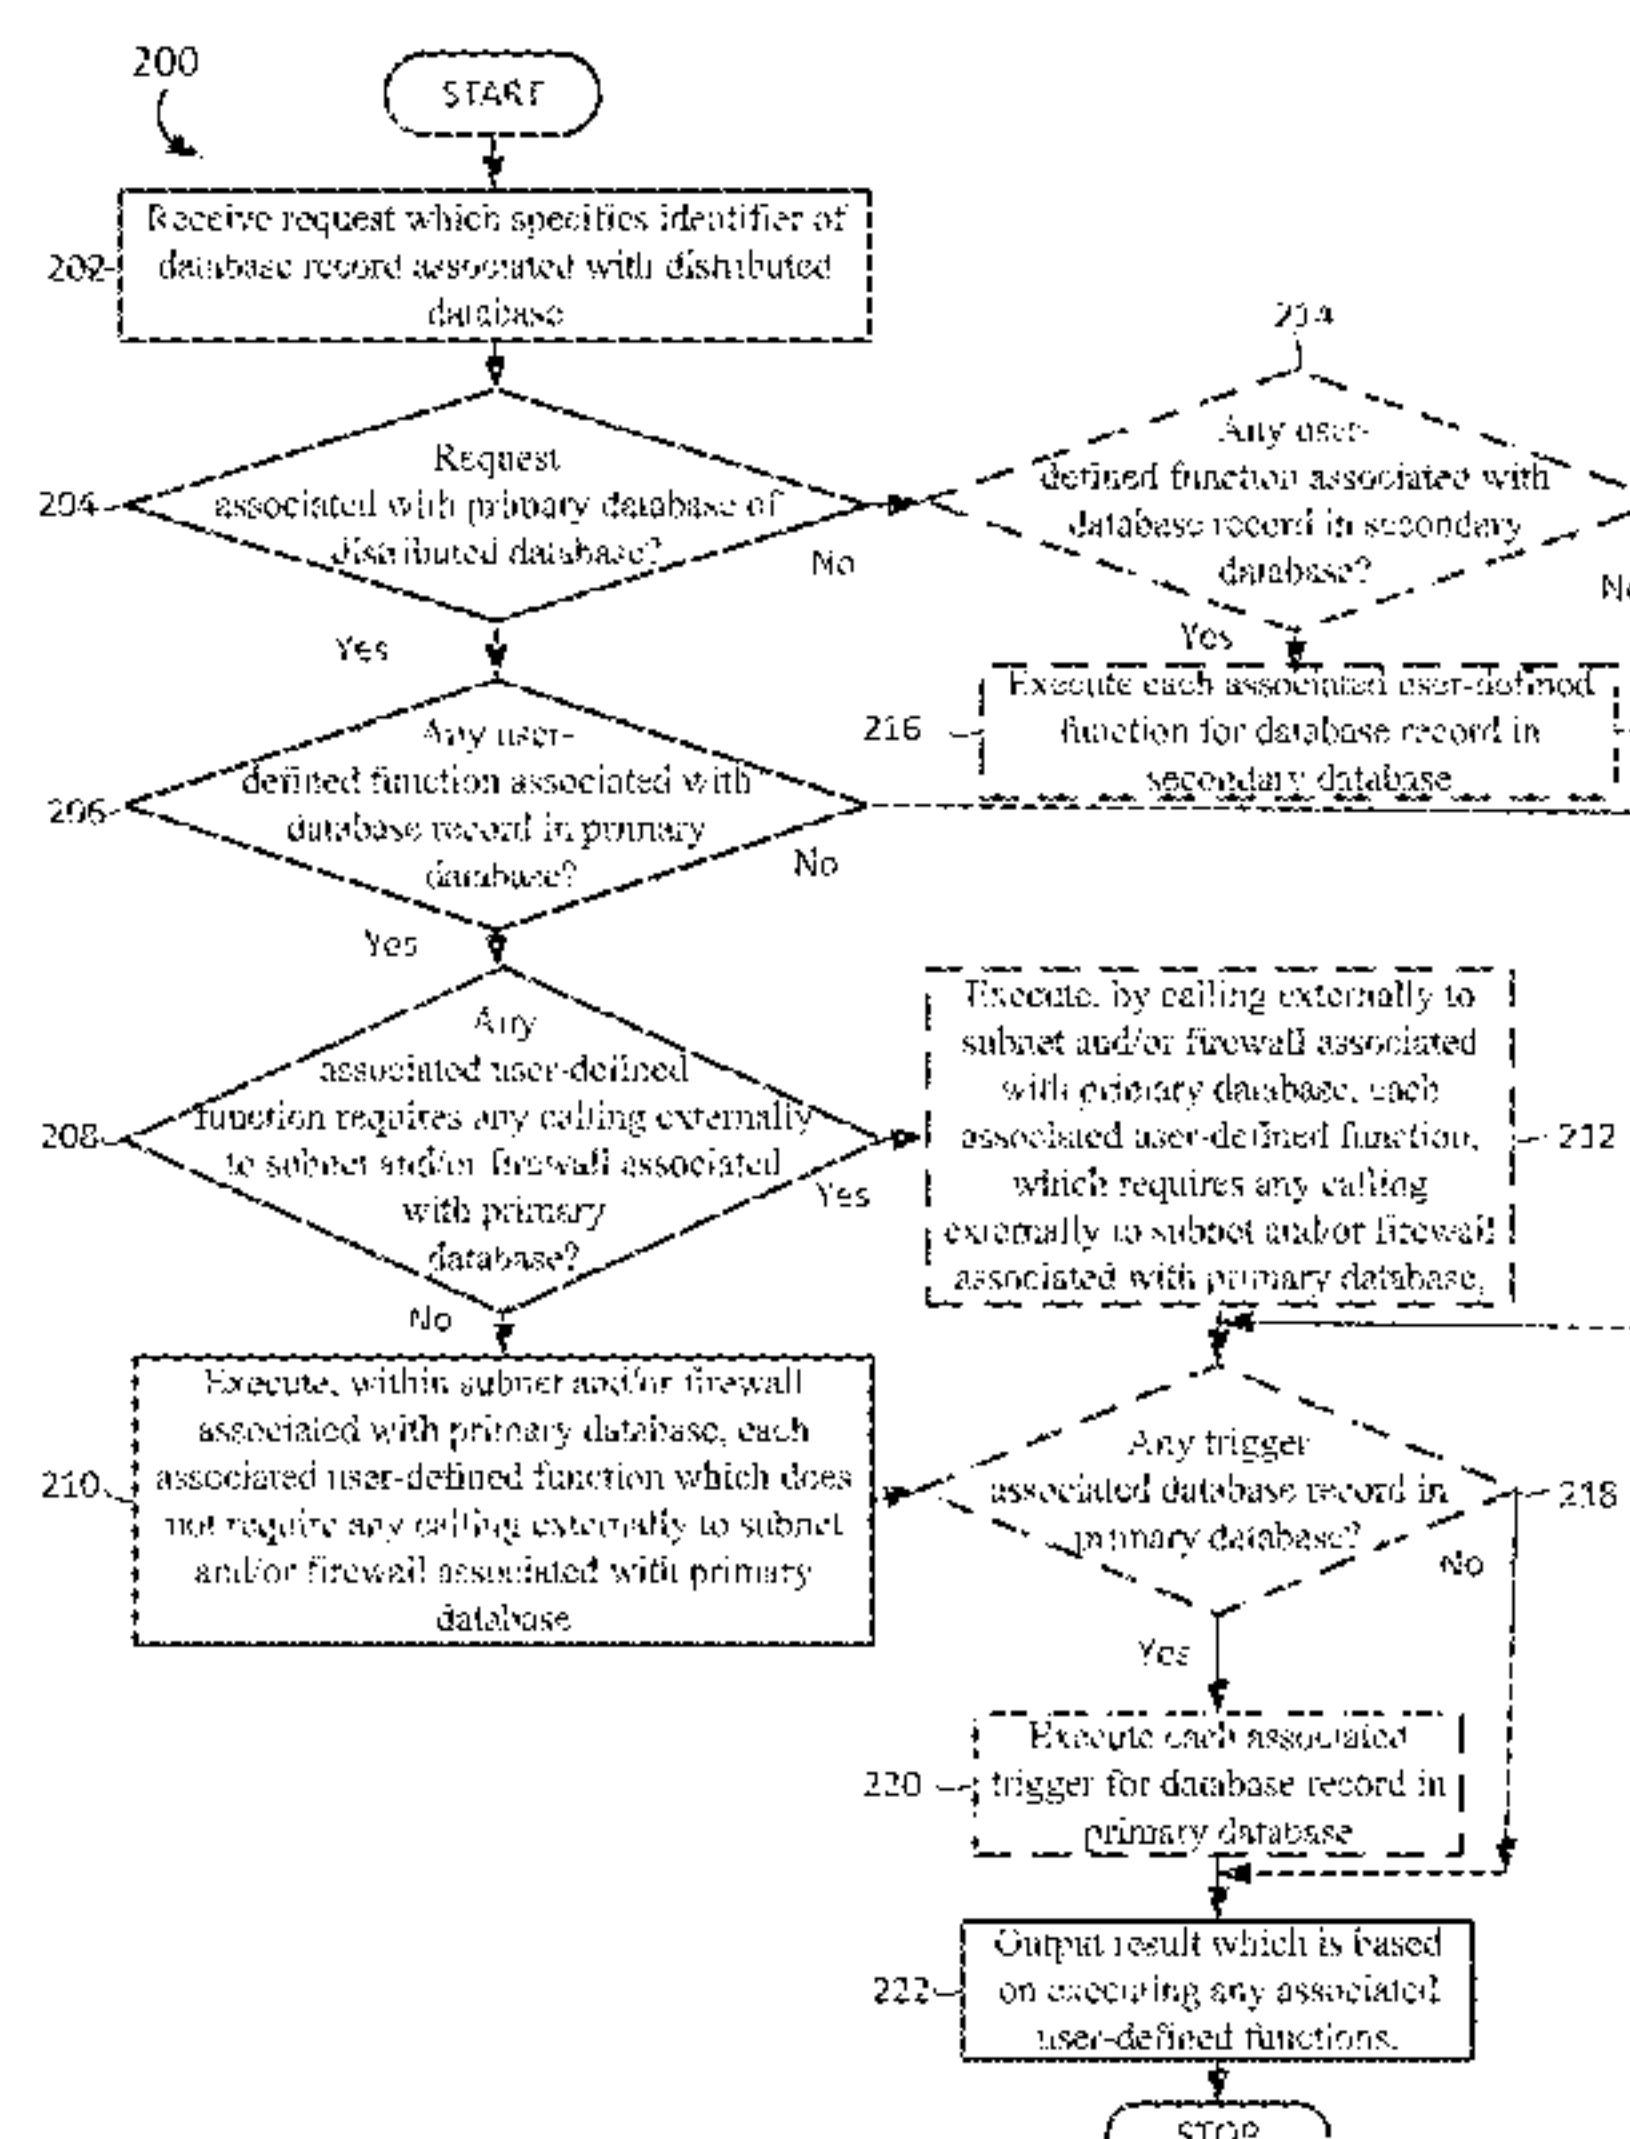 200
START
Receive request which specifies identifier of
database record associated with distributed
database
202
Request
associated with primary database of
distributed database?
204
No
Yes
214
Any user-
defined function associated with
database record in secondary
database?
No
Yes
216
Execute each associated user-defined
function for database record in
secondary database
Any user-
defined function associated with
database record in primary
database?
206
No
Yes
Any
associated user-defined
function requires any calling externally
to subnet and/or firewall associated
with primary
database?
208
Yes
No
Execute, by calling externally to
subnet and/or firewall associated
with primary database, each
associated user-defined function,
which requires any calling
externally to subnet and/or firewall
associated with primary database,
212
Execute, within subnet and/or firewall
associated with primary database, each
associated user-defined function which does
not require any calling externally to subnet
and/or firewall associated with primary
database
210
Any trigger
associated database record in
primary database?
218
No
Yes
Execute each associated
trigger for database record in
primary database
220
Output result which is based
on executing any associated
user-defined functions.
222
STOP